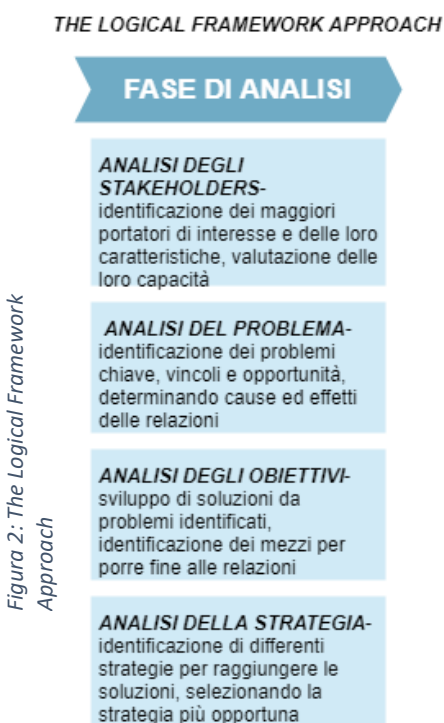 THE LOGICAL FRAMEWORK APPROACH
FASE DI ANALISI
ANALISI DEGLI
STAKEHOLDERS-
identificazione dei maggiori
portatori di interesse e delle loro
caratteristiche, valutazione delle
loro capacità
ANALISI DEL PROBLEMA-
identificazione dei problemi
chiave, vincoli e opportunità,
determinando cause ed effetti
delle relazioni
ANALISI DEGLI OBIETTIVI-
sviluppo di soluzioni da
problemi identificati,
identificazione dei mezzi per
porre fine alle relazioni
ANALISI DELLA STRATEGIA-
identificazione di differenti
strategie per raggiungere le
soluzioni, selezionando la
strategia più opportuna
Figura 2: The Logical Framework
Approach